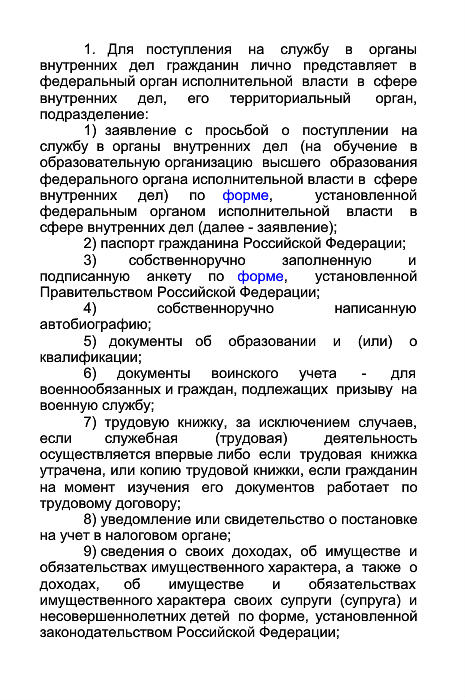 1. Для поступления на службу в органы
внутренних дел гражданин лично представляет в
федеральный орган исполнительной власти в сфере
внутренних дел, его территориальный орган,
подразделение:
1) заявление с просьбой о поступлении на
службу в органы внутренних дел (на обучение в
образовательную организацию высшего образования
федерального органа исполнительной власти в сфере
внутренних дел) по форме, установленной
федеральным органом исполнительной власти в
сфере внутренних дел (далее - заявление);
2) паспорт гражданина Российской Федерации;
3) собственноручно заполненную и
подписанную анкету по форме, установленной
Правительством Российской Федерации;
4) собственноручно написанную
автобиографию;
5) документы об образовании и (или) о
квалификации;
6) документы воинского учета - для
военнообязанных и граждан, подлежащих призыву на
военную службу;
7) трудовую книжку, за исключением случаев,
если служебная (трудовая) деятельность
осуществляется впервые либо если трудовая книжка
утрачена, или копию трудовой книжки, если гражданин
на момент изучения его документов работает по
трудовому договору;
8) уведомление или свидетельство о постановке
на учет в налоговом органе;
9) сведения о своих доходах, об имуществе и
обязательствах имущественного характера, а также о
доходах, об имуществе и обязательствах
имущественного характера своих супруги (супруга) и
несовершеннолетних детей по форме, установленной
законодательством Российской Федерации;